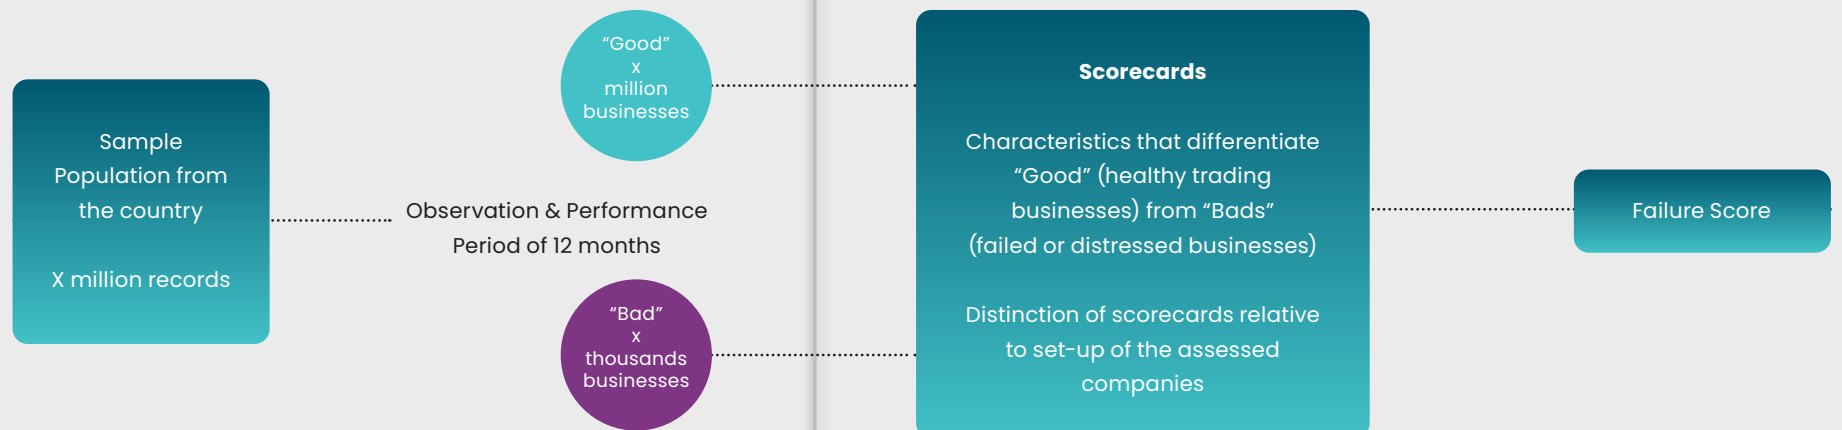 Sample
Population from
the country
X million records
Observation & Performance
Period of 12 months
“Good”
x
million
businesses
“Bad”
x
thousands
businesses
Scorecards
Characteristics that differentiate
“Good” (healthy trading
businesses) from “Bads”
(failed or distressed businesses)
Distinction of scorecards relative
to set-up of the assessed
companies
Failure Score